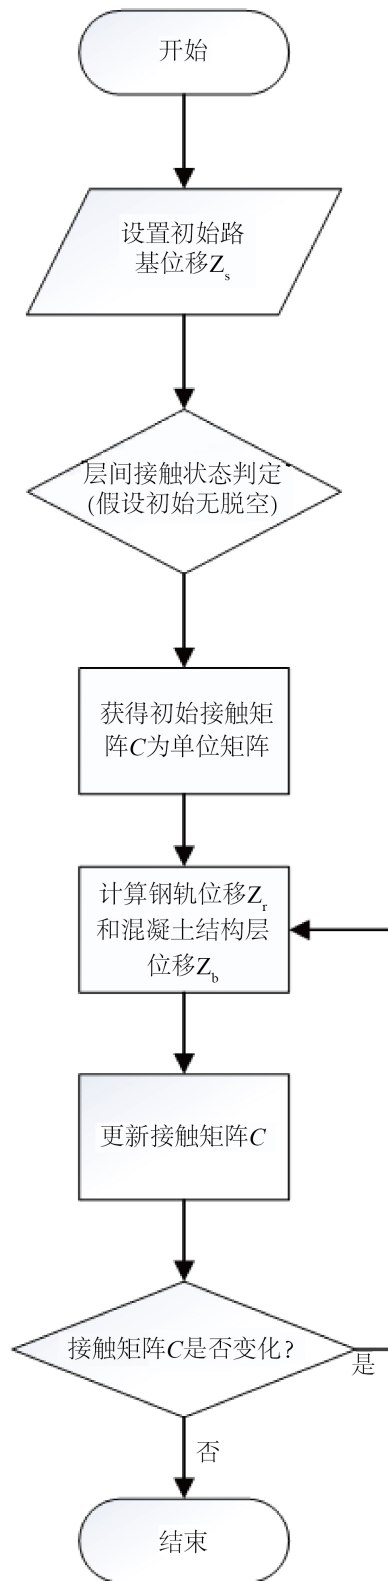 开始
设置初始路
基位移Zs
层间接触状态判定
(假设初始无脱空)
获得初始接触矩
阵C为单位矩阵
计算钢轨位移Zr
和混凝土结构层
位移Zb
更新接触矩阵C
接触矩阵C是否变化?
是
否
结束